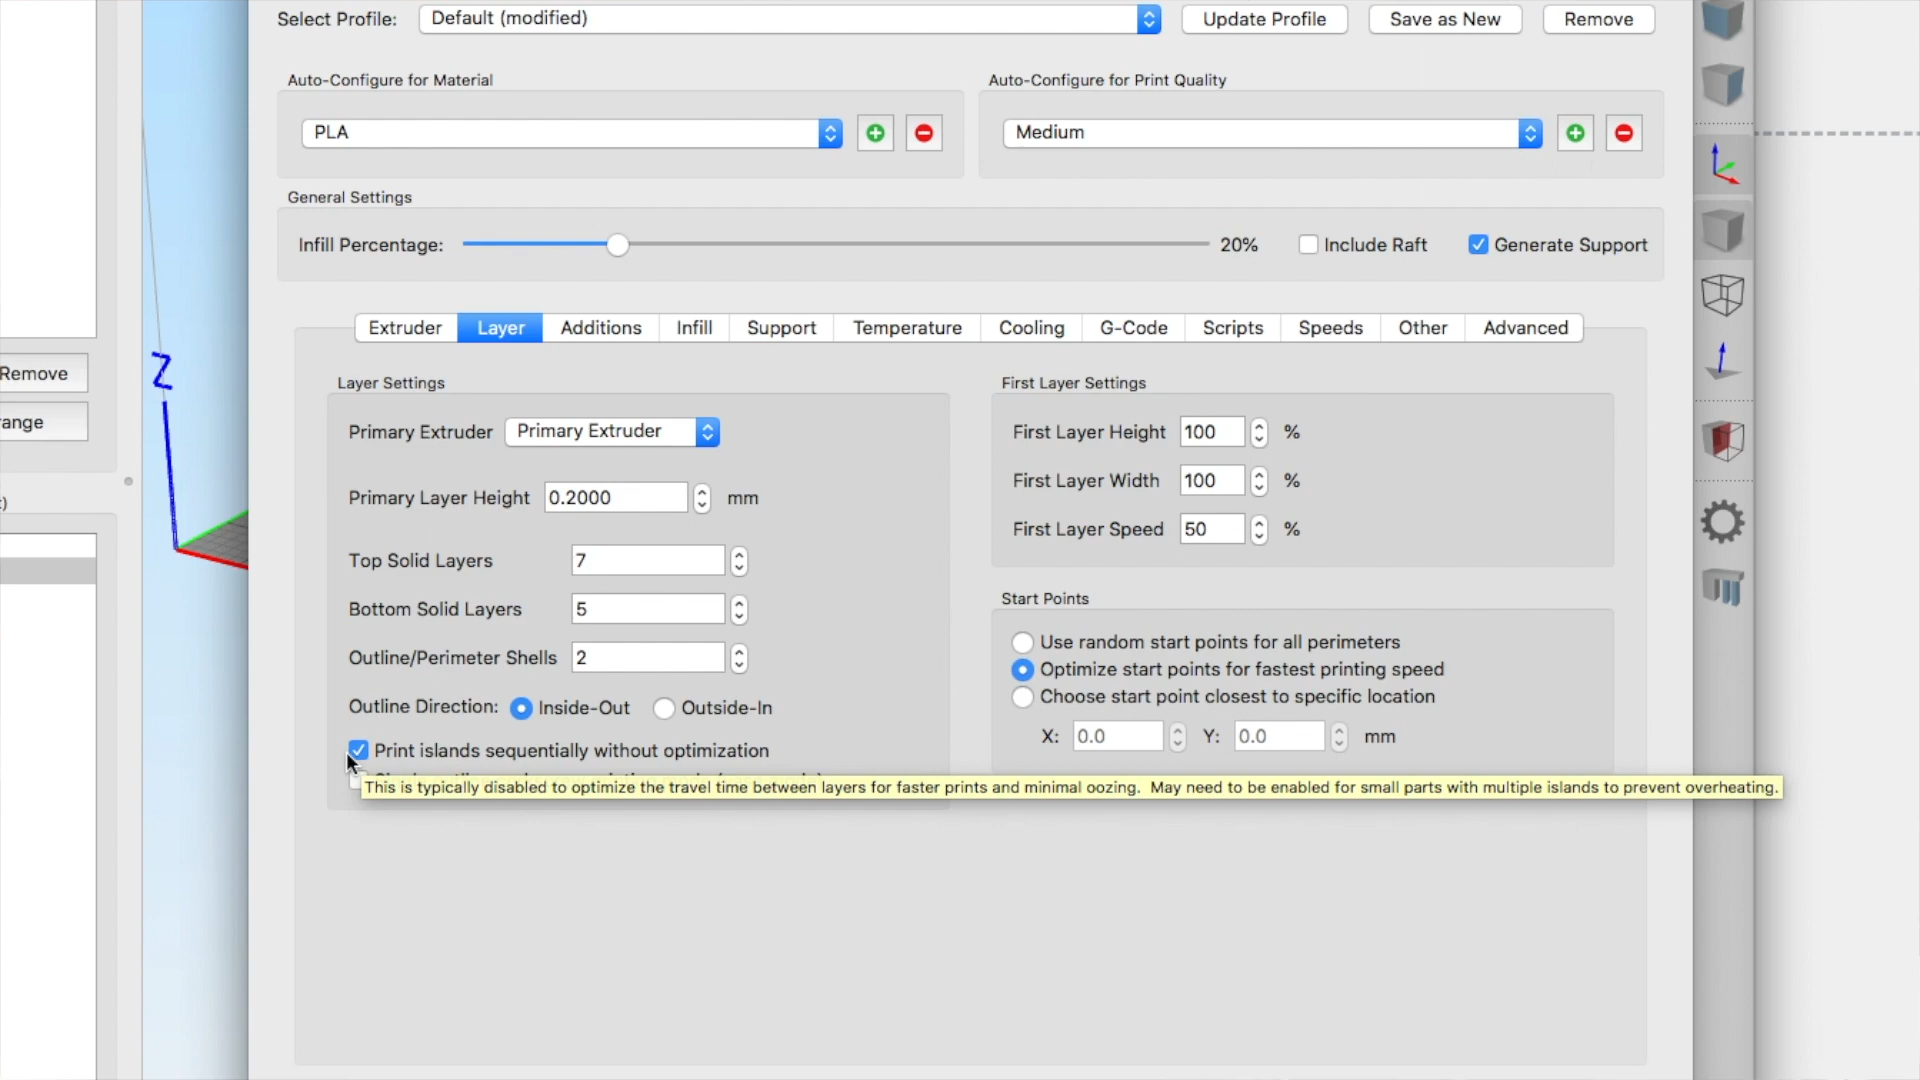 Select Profile: Default (modified) Update Profile Save as New Remove
Auto-Configure for Material
Auto-Configure for Print Quality
PLA
Medium
General Settings
Infill Percentage: 20% Include Raft Generate Support
Extruder Layer Additions Infill Support Temperature Cooling G-Code Scripts Speeds Other Advanced
Remove
ange
Z
Layer Settings
Primary Extruder Primary Extruder
Primary Layer Height 0.2000 mm
Top Solid Layers 7
Bottom Solid Layers 5
Outline/Perimeter Shells 2
Outline Direction: Inside-Out Outside-In
Print islands sequentially without optimization
First Layer Settings
First Layer Height 100 %
First Layer Width 100 %
First Layer Speed 50 %
Start Points
Use random start points for all perimeters
Optimize start points for fastest printing speed
Choose start point closest to specific location
X: 0.0 Y: 0.0 mm
This is typically disabled to optimize the travel time between layers for faster prints and minimal oozing. May need to be enabled for small parts with multiple islands to prevent overheating.